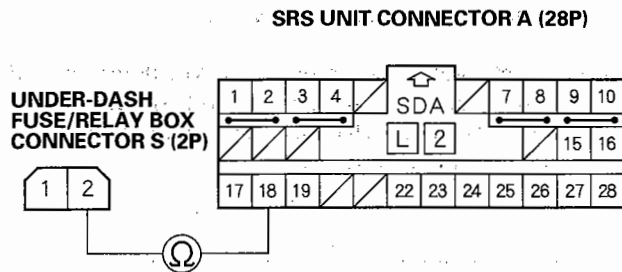 SRS UNIT CONNECTOR A (28P)
UNDER-DASH
FUSE/RELAY BOX
CONNECTOR S (2P)
1 2
1 2 3 4 7 8 9 10
SDA
L 2
15 16
17 18 19 22 23 24 25 26 27 28
Ω